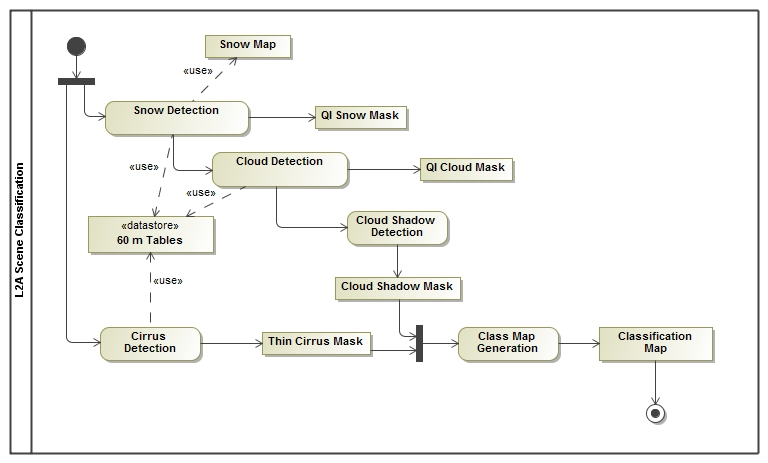 L2A Scene Classification
Snow Map
«use»
Snow Detection
QI Snow Mask
«use»
Cloud Detection
QI Cloud Mask
«use»
«datastore»
60 m Tables
Cloud Shadow
Detection
«use»
Cloud Shadow Mask
Cirrus
Detection
Thin Cirrus Mask
Class Map
Generation
Classification
Map